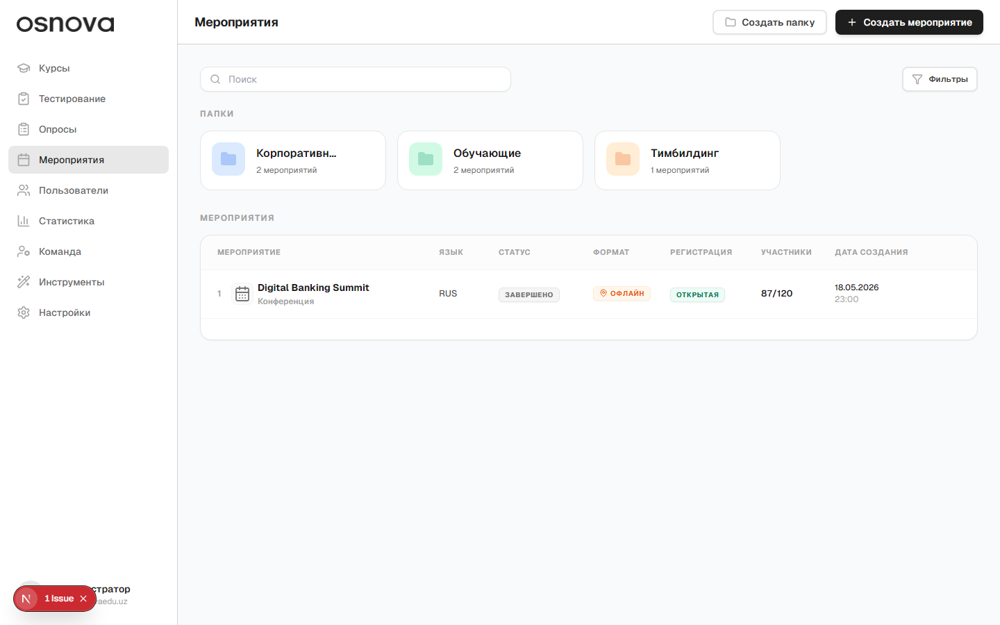 osnova
Мероприятия
Создать папку
Создать мероприятие
Курсы
Тестирование
Опросы
Мероприятия
Пользователи
Статистика
Команда
Инструменты
Настройки
Поиск
Фильтры
ПАПКИ
Корпоративн...
2 мероприятий
Обучающие
2 мероприятий
Тимбилдинг
1 мероприятий
МЕРОПРИЯТИЯ
МЕРОПРИЯТИЕ ЯЗЫК СТАТУС ФОРМАТ РЕГИСТРАЦИЯ УЧАСТНИКИ ДАТА СОЗДАНИЯ
1 Digital Banking Summit RUS ЗАВЕРШЕНО ОФЛАЙН ОТКРЫТАЯ 87/120 18.05.2026
Конференция 23:00
стратор
aedu.uz
N 1 Issue